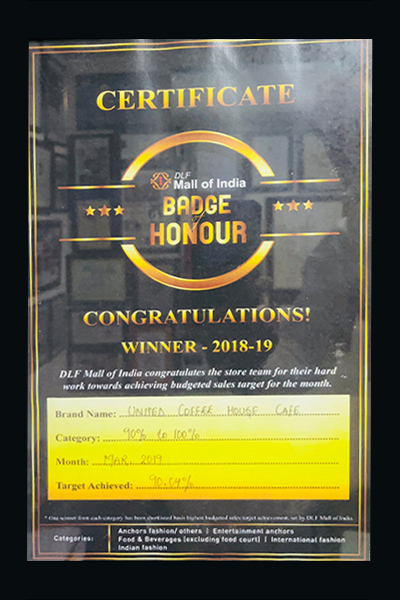 CERTIFICATE
DLF
Mall of India
BADGE
of
HONOUR
CONGRATULATIONS!
WINNER - 2018-19
DLF Mall of India congratulates the store team for their hard
work towards achieving budgeted sales target for the month.
Brand Name: UNITED COFFEE HOUSE CAFE
Category: 90% to 100%
Month: MAR, 2019
Target Achieved: 90.04%
* One winner from each category has been shortlisted basis highest budgeted sales target achievement, set by DLF Mall of India.
Categories: Anchors fashion/ others | Entertainment anchors
Food & Beverages [excluding food court] | International fashion
Indian fashion